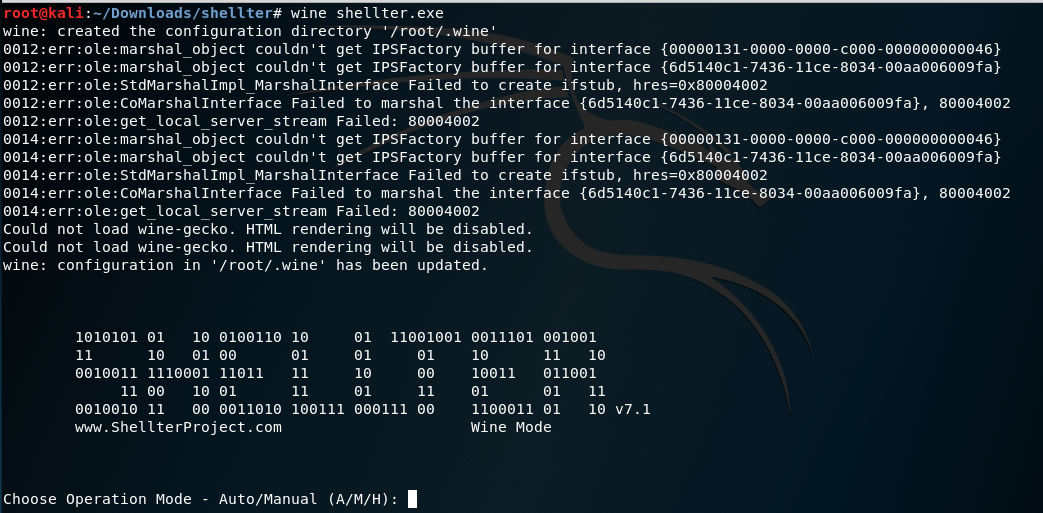 root@kali:~/Downloads/shellter# wine shellter.exe
wine: created the configuration directory '/root/.wine'
0012:err:ole:marshal_object couldn't get IPSFactory buffer for interface {00000131-0000-0000-c000-000000000046}
0012:err:ole:marshal_object couldn't get IPSFactory buffer for interface {6d5140c1-7436-11ce-8034-00aa006009fa}
0012:err:ole:StdMarshalImpl_MarshalInterface Failed to create ifstub, hres=0x80004002
0012:err:ole:CoMarshalInterface Failed to marshal the interface {6d5140c1-7436-11ce-8034-00aa006009fa}, 80004002
0012:err:ole:get_local_server_stream Failed: 80004002
0014:err:ole:marshal_object couldn't get IPSFactory buffer for interface {00000131-0000-0000-c000-000000000046}
0014:err:ole:marshal_object couldn't get IPSFactory buffer for interface {6d5140c1-7436-11ce-8034-00aa006009fa}
0014:err:ole:StdMarshalImpl_MarshalInterface Failed to create ifstub, hres=0x80004002
0014:err:ole:CoMarshalInterface Failed to marshal the interface {6d5140c1-7436-11ce-8034-00aa006009fa}, 80004002
0014:err:ole:get_local_server_stream Failed: 80004002
Could not load wine-gecko. HTML rendering will be disabled.
Could not load wine-gecko. HTML rendering will be disabled.
wine: configuration in '/root/.wine' has been updated.
1010101 01   10 0100110 10     01  11001001 0011101 001001
11      10   01 00      01     01     01    10      11   10
0010011 1110001 11011   11     10     00    10011   011001
     11 00   10 01      11     01     11    01      01   11
0010010 11   00 0011010 100111 000111 00    1100011 01   10 v7.1
www.ShellterProject.com                     Wine Mode
Choose Operation Mode - Auto/Manual (A/M/H):